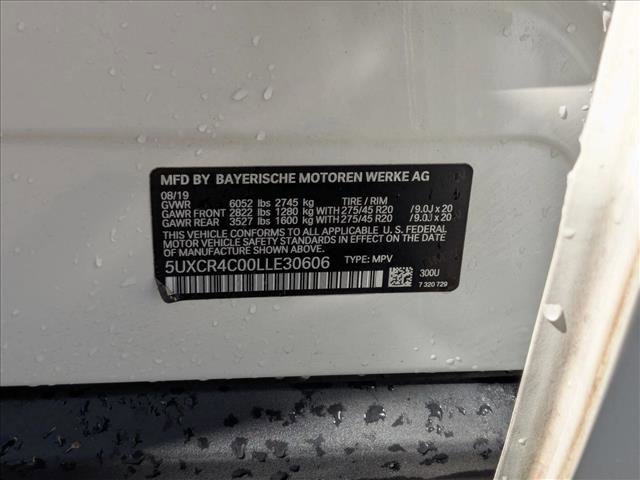 MFD BY BAYERISCHE MOTOREN WERKE AG
08/19
GVWR 6052 lbs 2745 kg TIRE / RIM
GAWR FRONT 2822 lbs 1280 kg WITH 275/45 R20 /9.0J x 20
GAWR REAR 3527 lbs 1600 kg WITH 275/45 R20 /9.0J x 20
THIS VEHICLE CONFORMS TO ALL APPLICABLE U. S. FEDERAL
MOTOR VEHICLE SAFETY STANDARDS IN EFFECT ON THE DATE
OF MANUFACTURE SHOWN ABOVE.
5UXCR4C00LLE30606 TYPE: MPV
300U
7 320 729